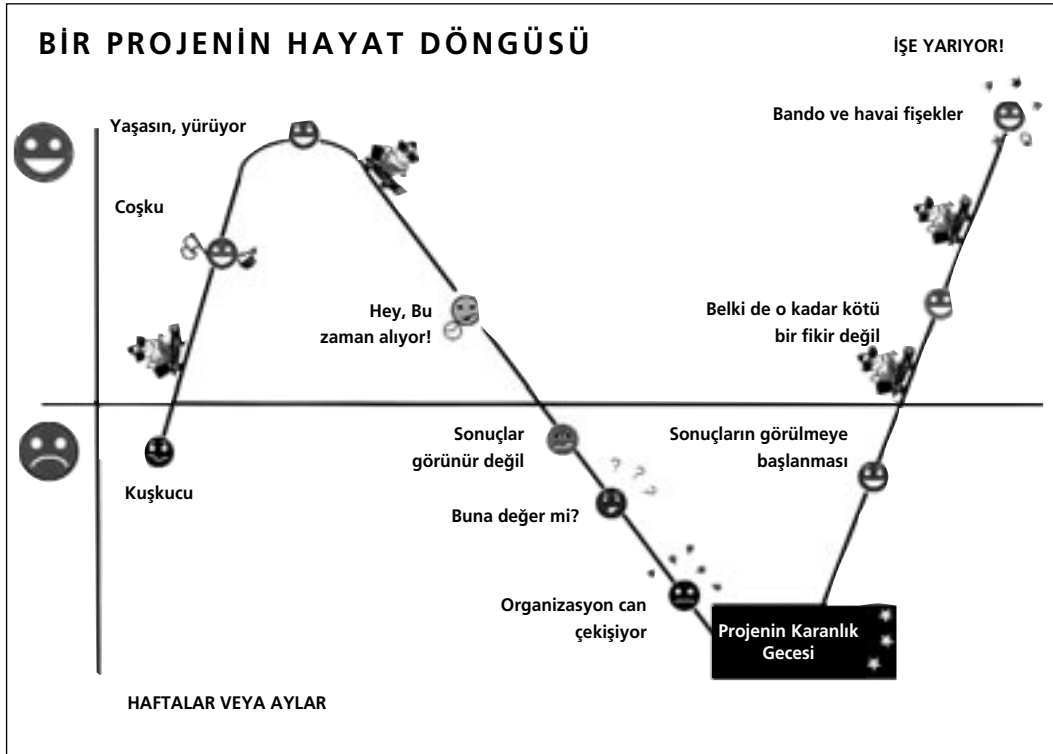 BİR PROJENİN HAYAT DÖNGÜSÜ
İŞE YARIYOR!
Yaşasın, yürüyor
Bando ve havai fişekler
Coşku
Hey, Bu
zaman alıyor!
Belki de o kadar kötü
bir fikir değil
Sonuçlar
görünür değil
Sonuçların görülmeye
başlanması
Kuşkucu
Buna değer mi?
Organizasyon can
çekişiyor
Projenin Karanlık
Gecesi
HAFTALAR VEYA AYLAR